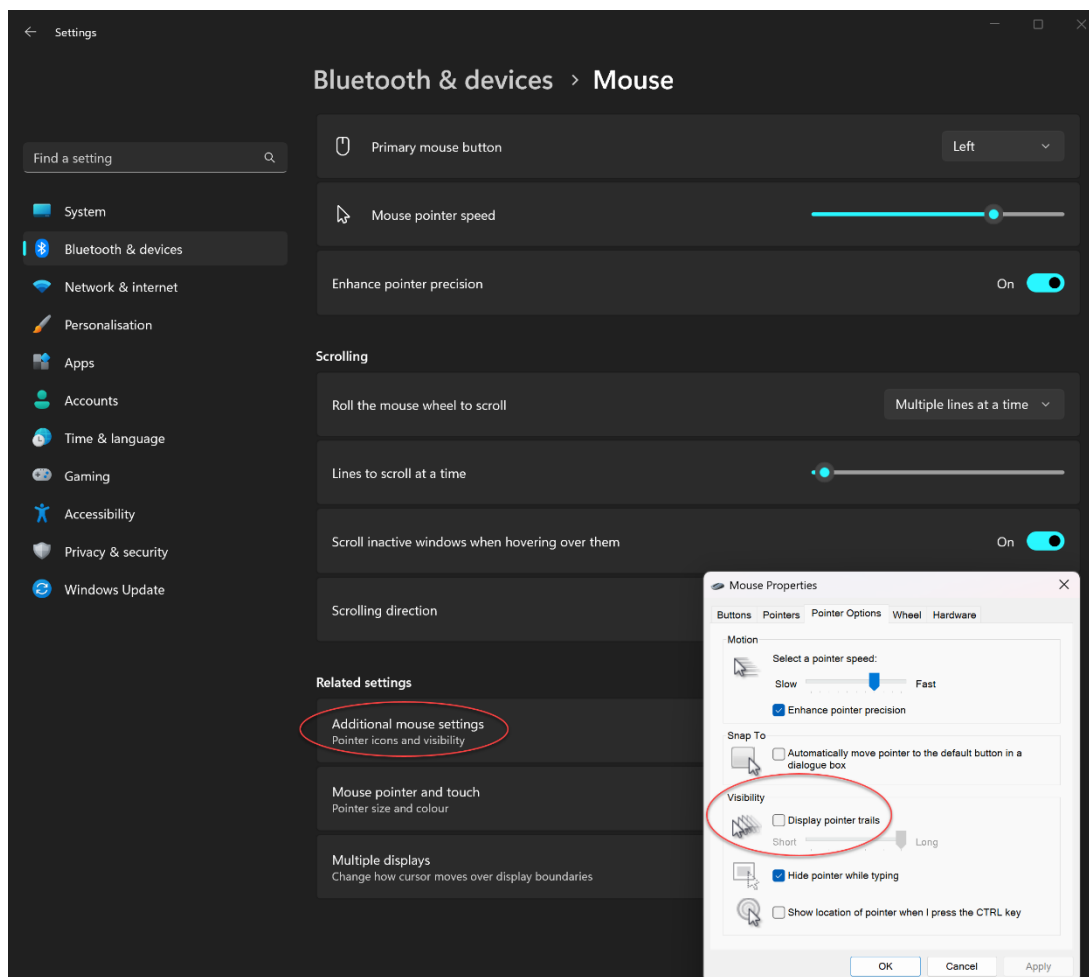 Settings
Bluetooth & devices > Mouse
Find a setting
System
Bluetooth & devices
Network & internet
Personalisation
Apps
Accounts
Time & language
Gaming
Accessibility
Privacy & security
Windows Update
Primary mouse button
Left
Mouse pointer speed
Enhance pointer precision
On
Scrolling
Roll the mouse wheel to scroll
Multiple lines at a time
Lines to scroll at a time
Scroll inactive windows when hovering over them
On
Scrolling direction
Related settings
Additional mouse settings
Pointer icons and visibility
Mouse pointer and touch
Pointer size and colour
Multiple displays
Change how cursor moves over display boundaries
Mouse Properties
Buttons Pointers Pointer Options Wheel Hardware
Motion
Select a pointer speed:
Slow Fast
Enhance pointer precision
Snap To
Automatically move pointer to the default button in a
dialogue box
Visibility
Display pointer trails
Short Long
Hide pointer while typing
Show location of pointer when I press the CTRL key
OK Cancel Apply